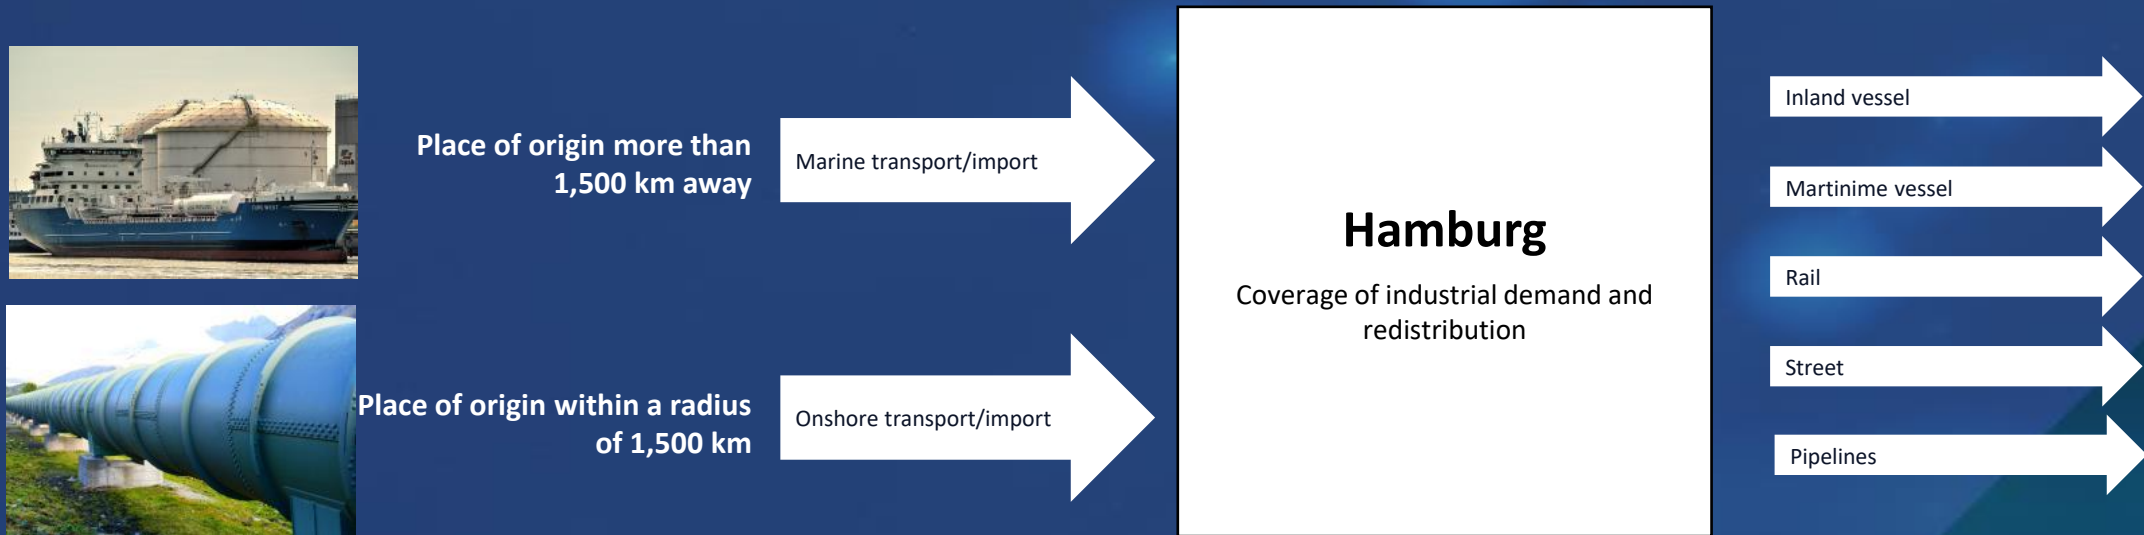 Place of origin more than
1,500 km away
Marine transport/import
Place of origin within a radius
of 1,500 km
Onshore transport/import
Hamburg
Coverage of industrial demand and
redistribution
Inland vessel
Martinime vessel
Rail
Street
Pipelines